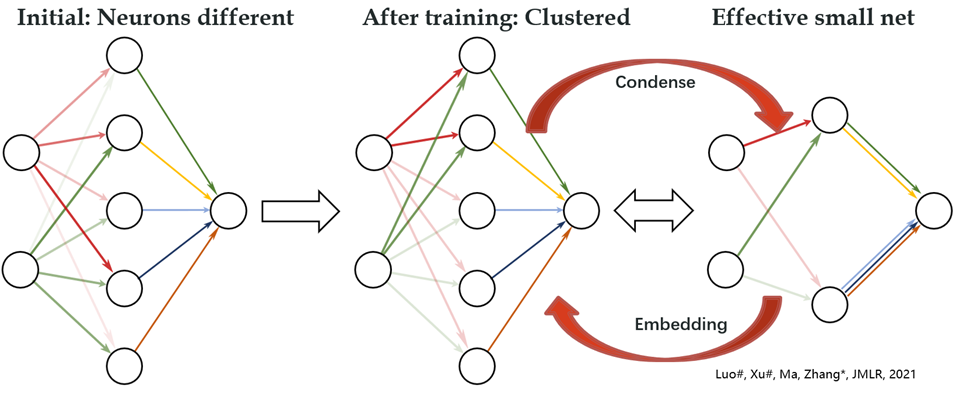 Initial: Neurons different
After training: Clustered
Effective small net
Condense
Embedding
Luo#, Xu#, Ma, Zhang*, JMLR, 2021